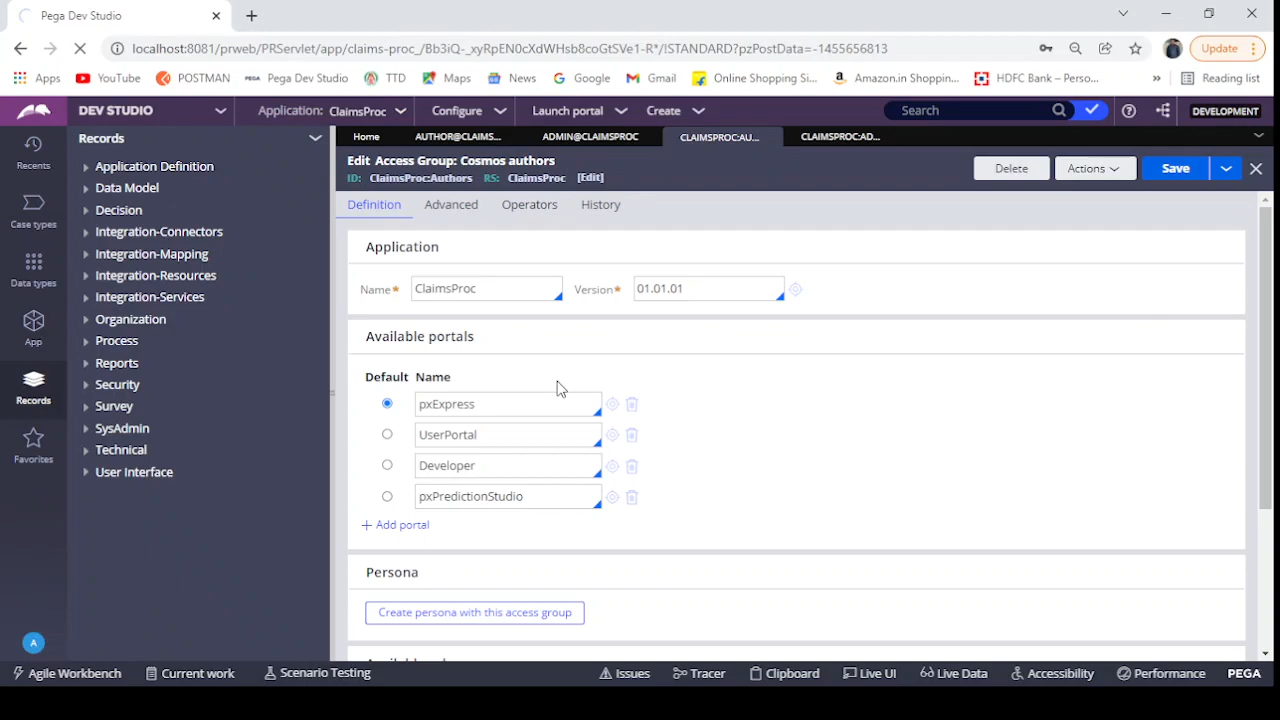 Pega Dev Studio
localhost:8081/prweb/PRServlet/app/claims-proc_/Bb3iQ-_xyRpEN0cXdWHsb8coGtSVe1-R*/!STANDARD?pzPostData=-1455656813
Update
Apps YouTube POSTMAN PEGA Pega Dev Studio TTD Maps News Google Gmail Online Shopping Si... Amazon.in Shoppin... HDFC Bank – Perso... » Reading list
DEV STUDIO Application: ClaimsProc Configure Launch portal Create Search DEVELOPMENT
Records
Home AUTHOR@CLAIMS... ADMIN@CLAIMSPROC CLAIMSPROC:AU... CLAIMSPROC:AD...
Edit Access Group: Cosmos authors
ID: ClaimsProc:Authors RS: ClaimsProc [Edit]
Delete Actions Save
Recents
Case types
Data types
App
Records
Favorites
A
Application Definition
Data Model
Decision
Integration-Connectors
Integration-Mapping
Integration-Resources
Integration-Services
Organization
Process
Reports
Security
Survey
SysAdmin
Technical
User Interface
Definition Advanced Operators History
Application
Name* ClaimsProc Version* 01.01.01
Available portals
Default Name
pxExpress
UserPortal
Developer
pxPredictionStudio
+ Add portal
Persona
Create persona with this access group
Agile Workbench Current work Scenario Testing Issues Tracer Clipboard Live UI Live Data Accessibility Performance PEGA